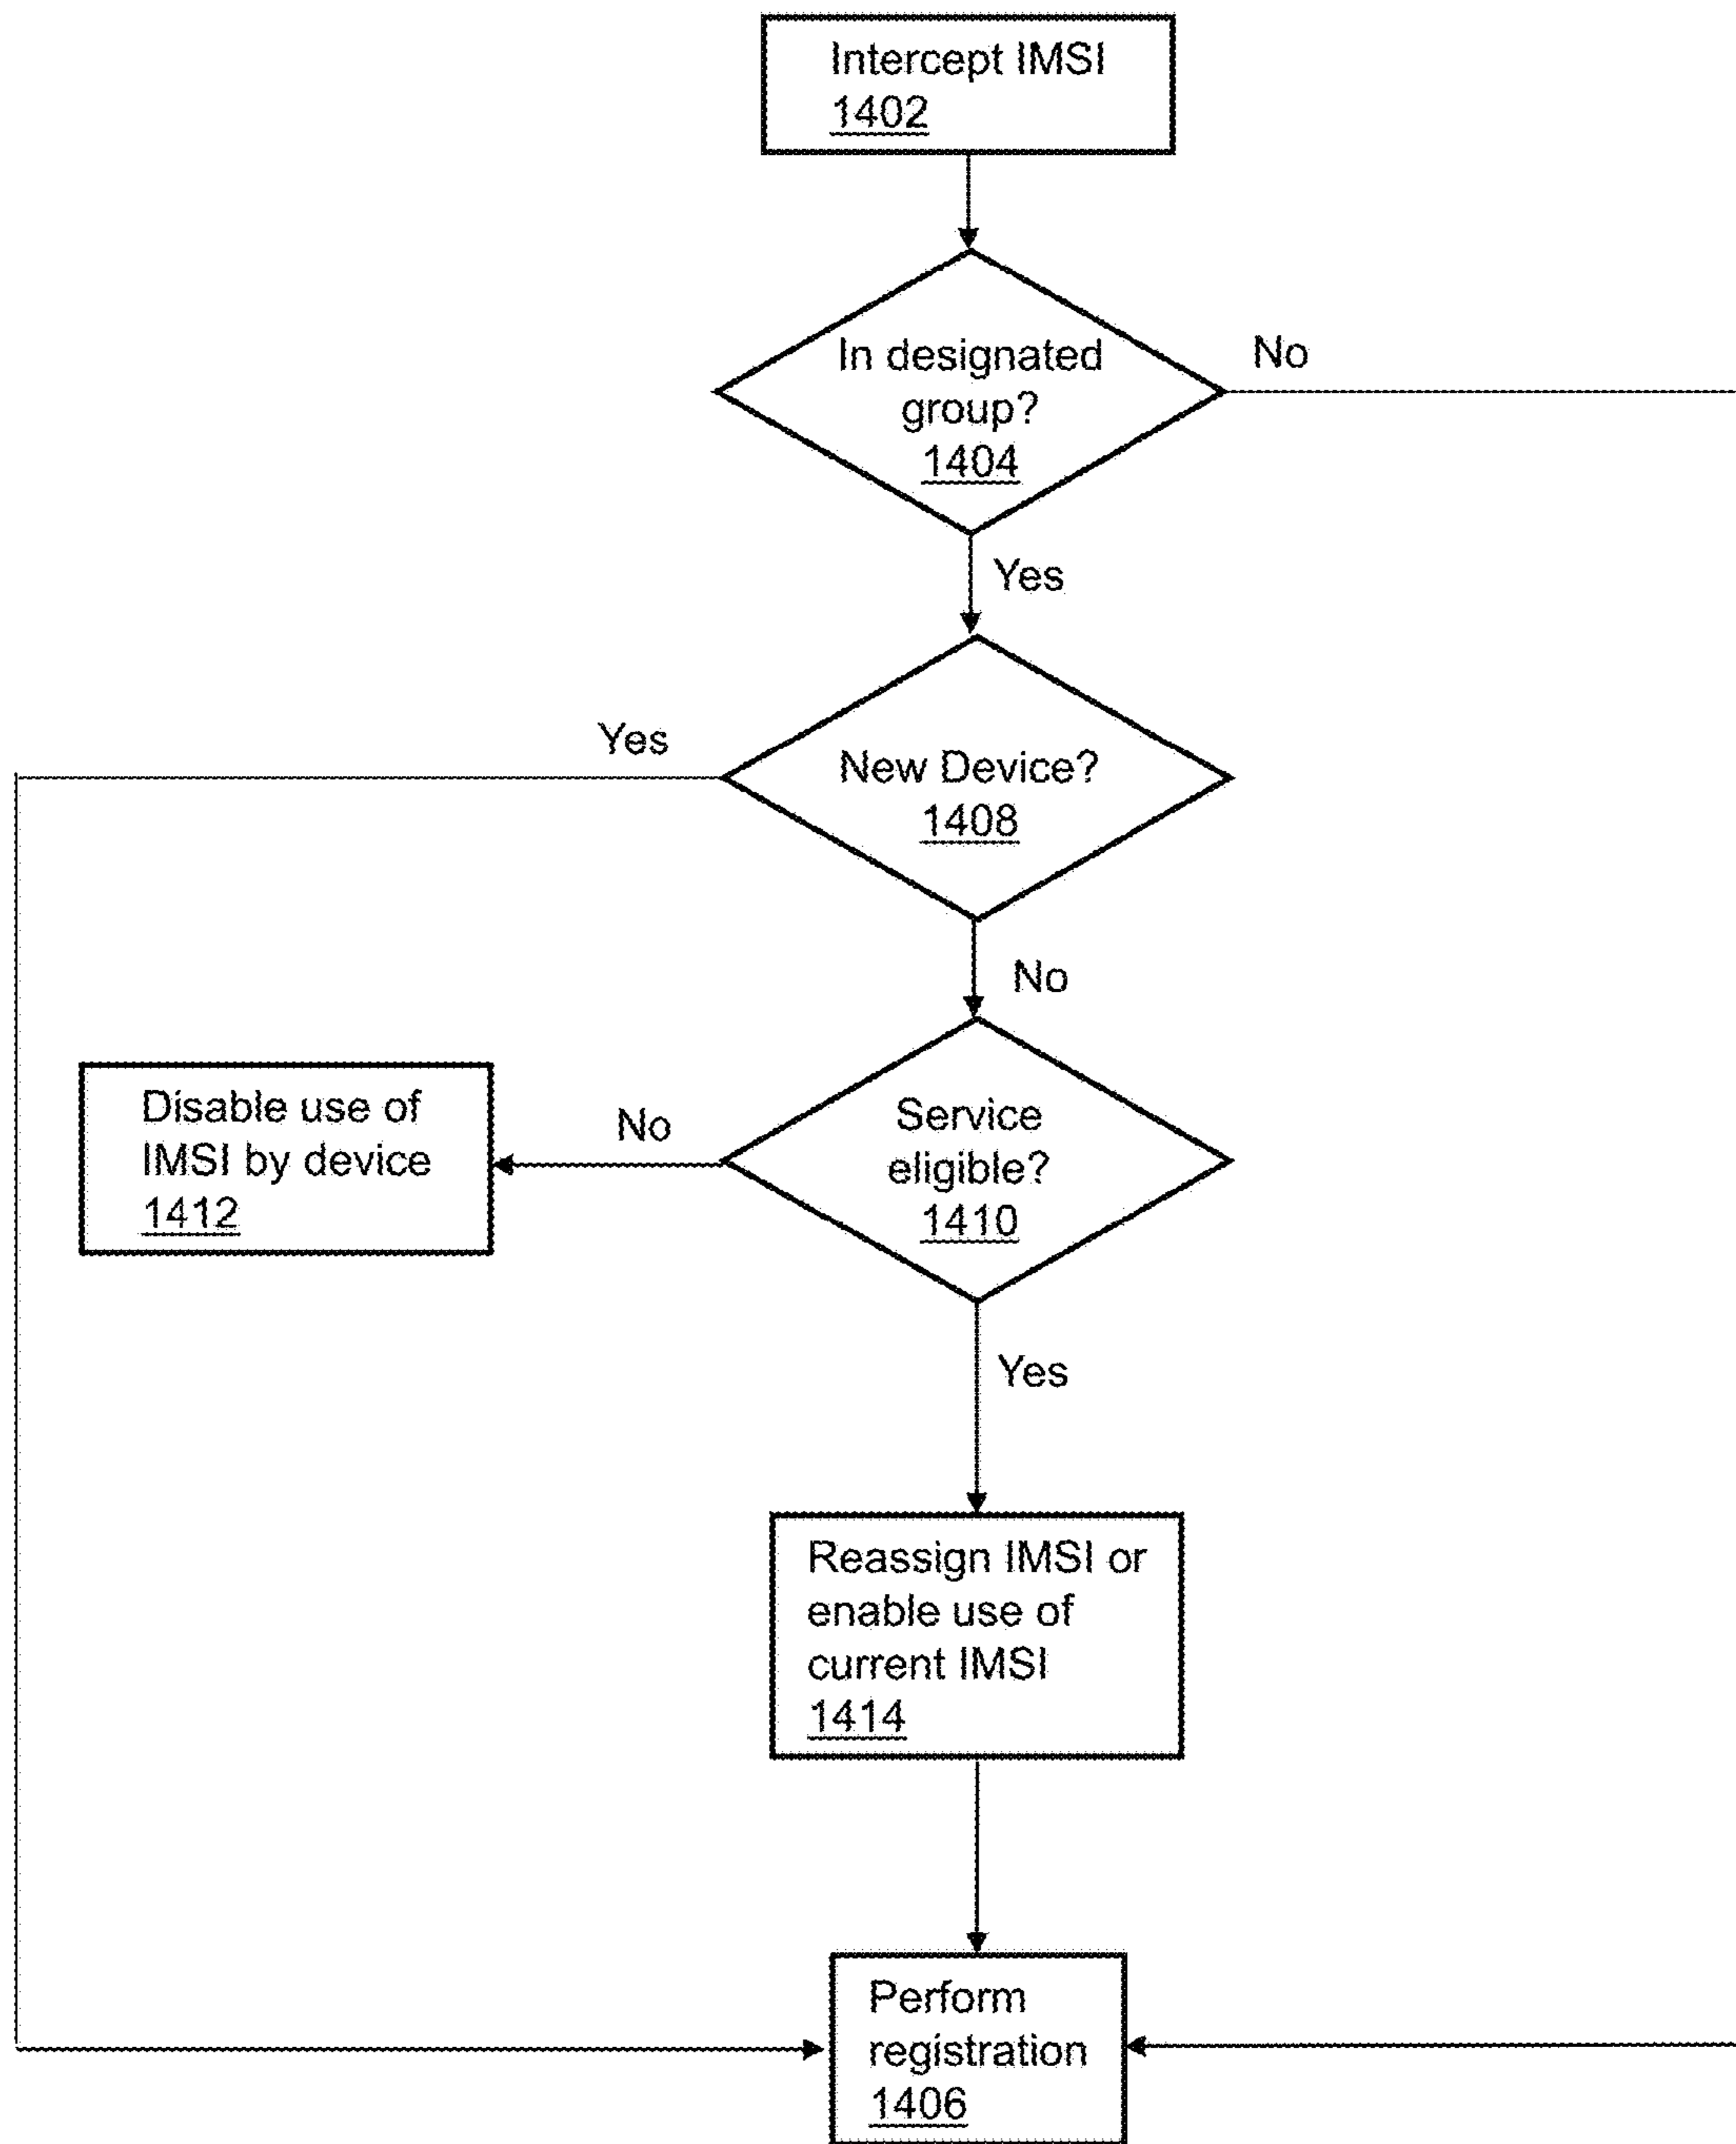 Intercept IMSI
1402
In designated
group?
1404
No
Yes
Yes
New Device?
1408
No
Disable use of
IMSI by device
1412
No
Service
eligible?
1410
Yes
Reassign IMSI or
enable use of
current IMSI
1414
Perform
registration
1406